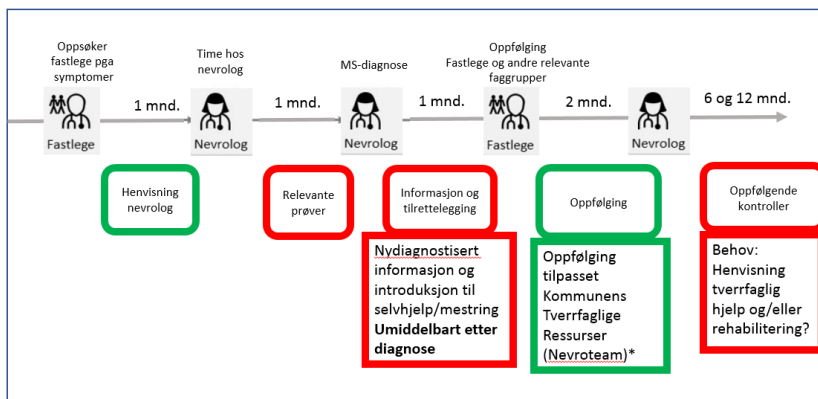 Oppsøker
fastlege pga
symptomer
Time hos
nevrolog
MS-diagnose
Oppfølging
Fastlege og andre relevante
faggrupper
1 mnd.
1 mnd.
1 mnd.
2 mnd.
6 og 12 mnd.
Fastlege
Nevrolog
Nevrolog
Fastlege
Nevrolog
Henvisning
nevrolog
Relevante
prøver
Informasjon og
tilrettelegging
Oppfølging
Oppfølgende
kontroller
Nydiagnostisert
informasjon og
introduksjon til
selvhjelp/mestring
Umiddelbart etter
diagnose
Oppfølging
tilpasset
Kommunens
Tverrfaglige
Ressurser
(Nevroteam)*
Behov:
Henvisning
tverrfaglig
hjelp og/eller
rehabilitering?